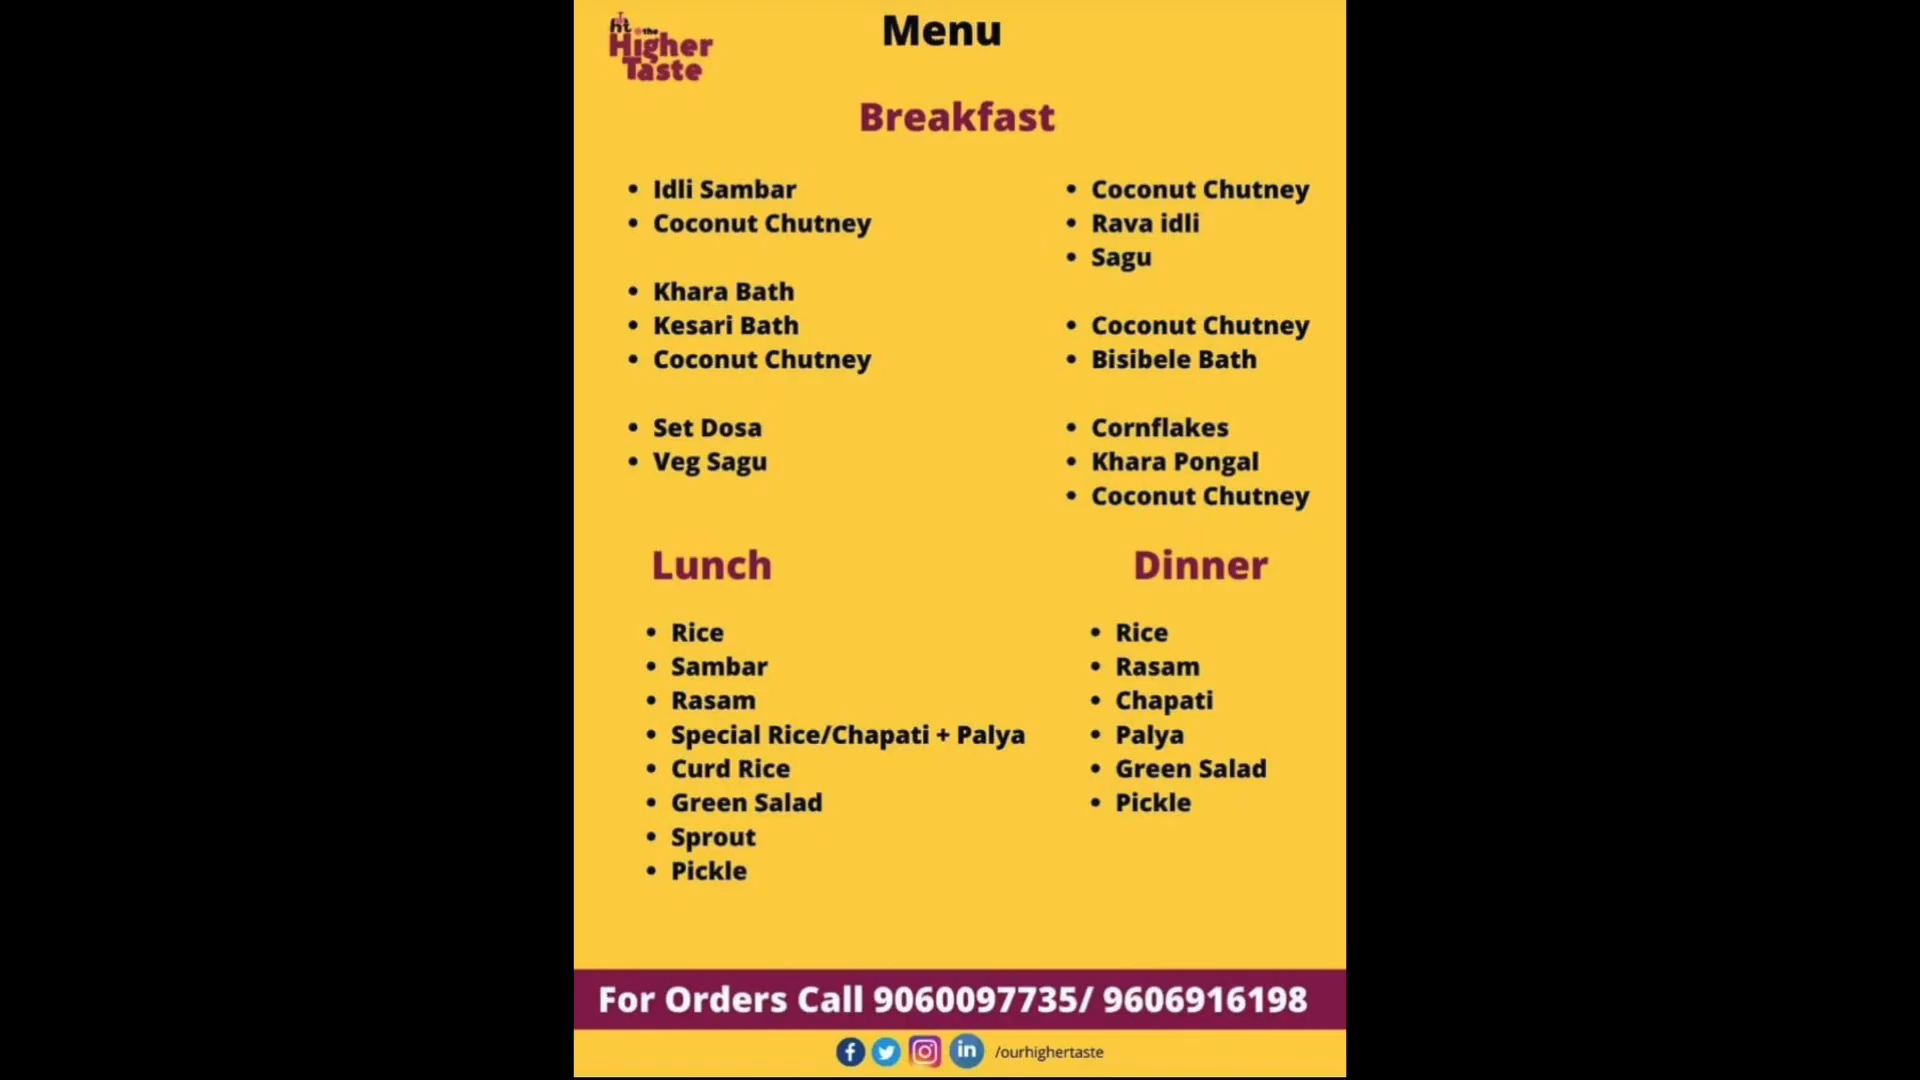 ht the
Higher
Taste
Menu
Breakfast
• Idli Sambar
• Coconut Chutney
• Khara Bath
• Kesari Bath
• Coconut Chutney
• Set Dosa
• Veg Sagu
• Coconut Chutney
• Rava idli
• Sagu
• Coconut Chutney
• Bisibele Bath
• Cornflakes
• Khara Pongal
• Coconut Chutney
Lunch
• Rice
• Sambar
• Rasam
• Special Rice/Chapati + Palya
• Curd Rice
• Green Salad
• Sprout
• Pickle
Dinner
• Rice
• Rasam
• Chapati
• Palya
• Green Salad
• Pickle
For Orders Call 9060097735/ 9606916198
/ourhighertaste